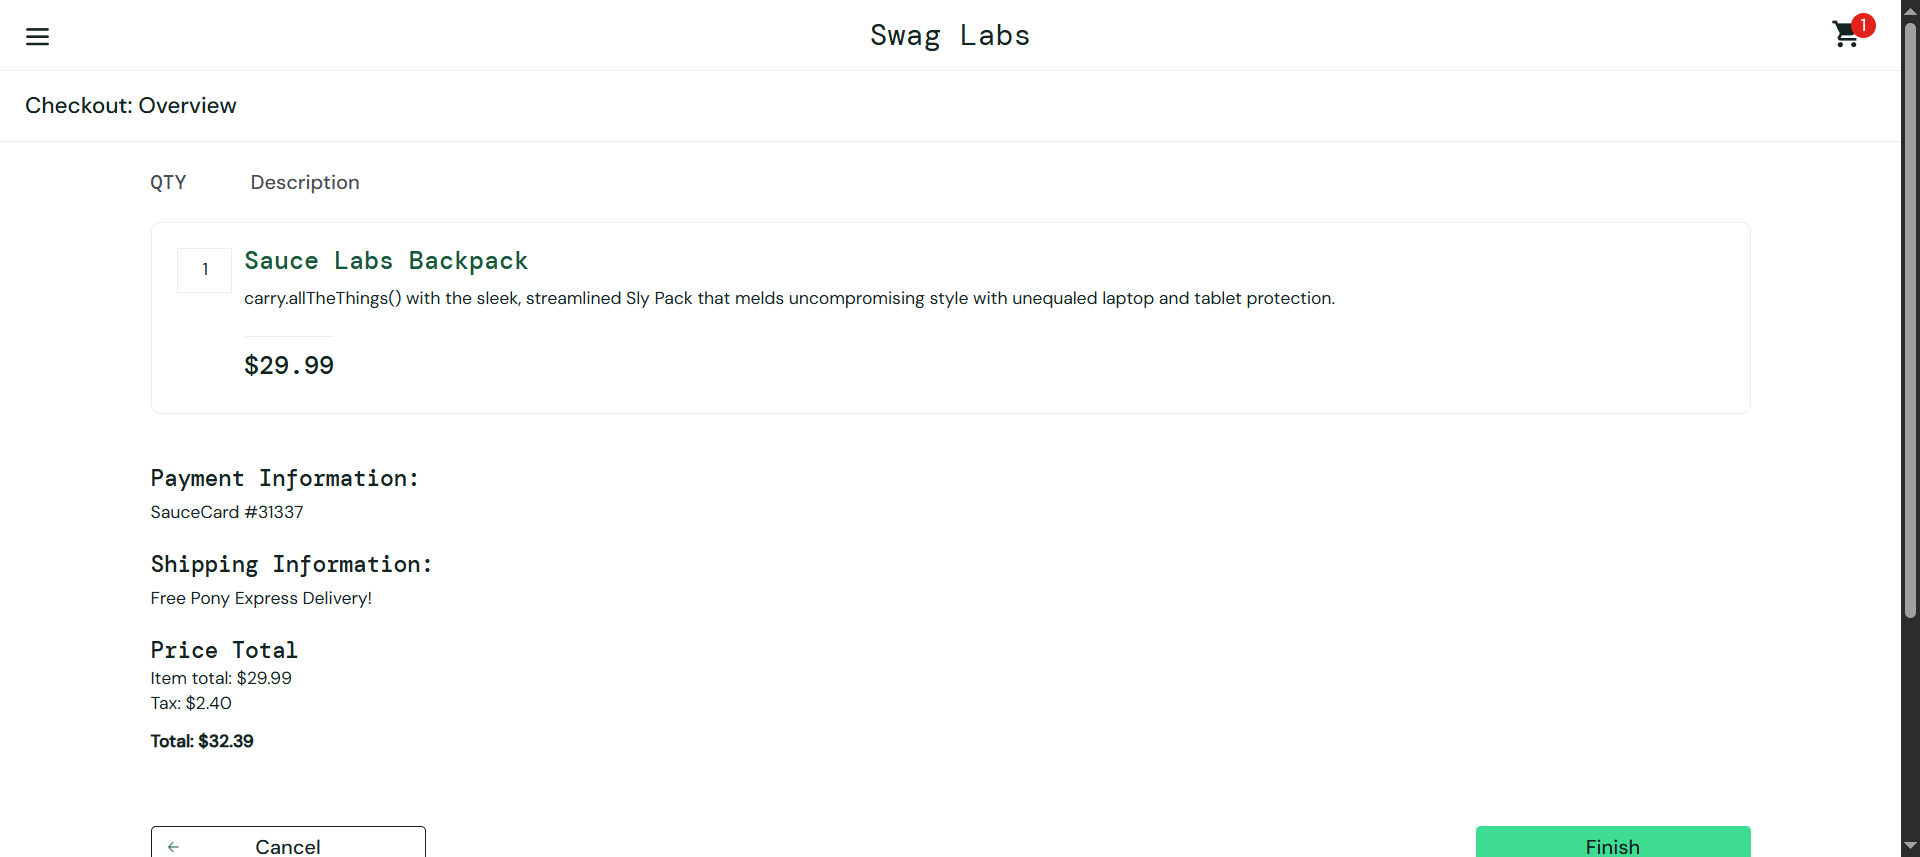 Swag Labs
1
Checkout: Overview
QTY Description
1
Sauce Labs Backpack
carry.allTheThings() with the sleek, streamlined Sly Pack that melds uncompromising style with unequaled laptop and tablet protection.
$29.99
Payment Information:
SauceCard #31337
Shipping Information:
Free Pony Express Delivery!
Price Total
Item total: $29.99
Tax: $2.40
Total: $32.39
Cancel
Finish